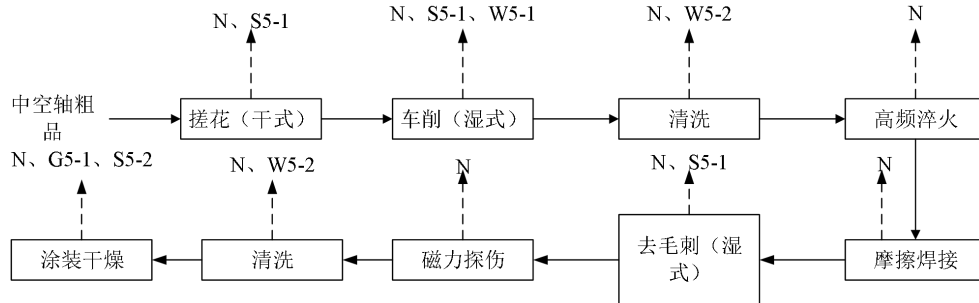 N、S5-1
N、S5-1、W5-1
N、W5-2
N
中空轴粗
品
搓花（干式）
车削（湿式）
清洗
高频淬火
N、G5-1、S5-2
N、W5-2
N
N、S5-1
N
涂装干燥
清洗
磁力探伤
去毛刺（湿
式）
摩擦焊接